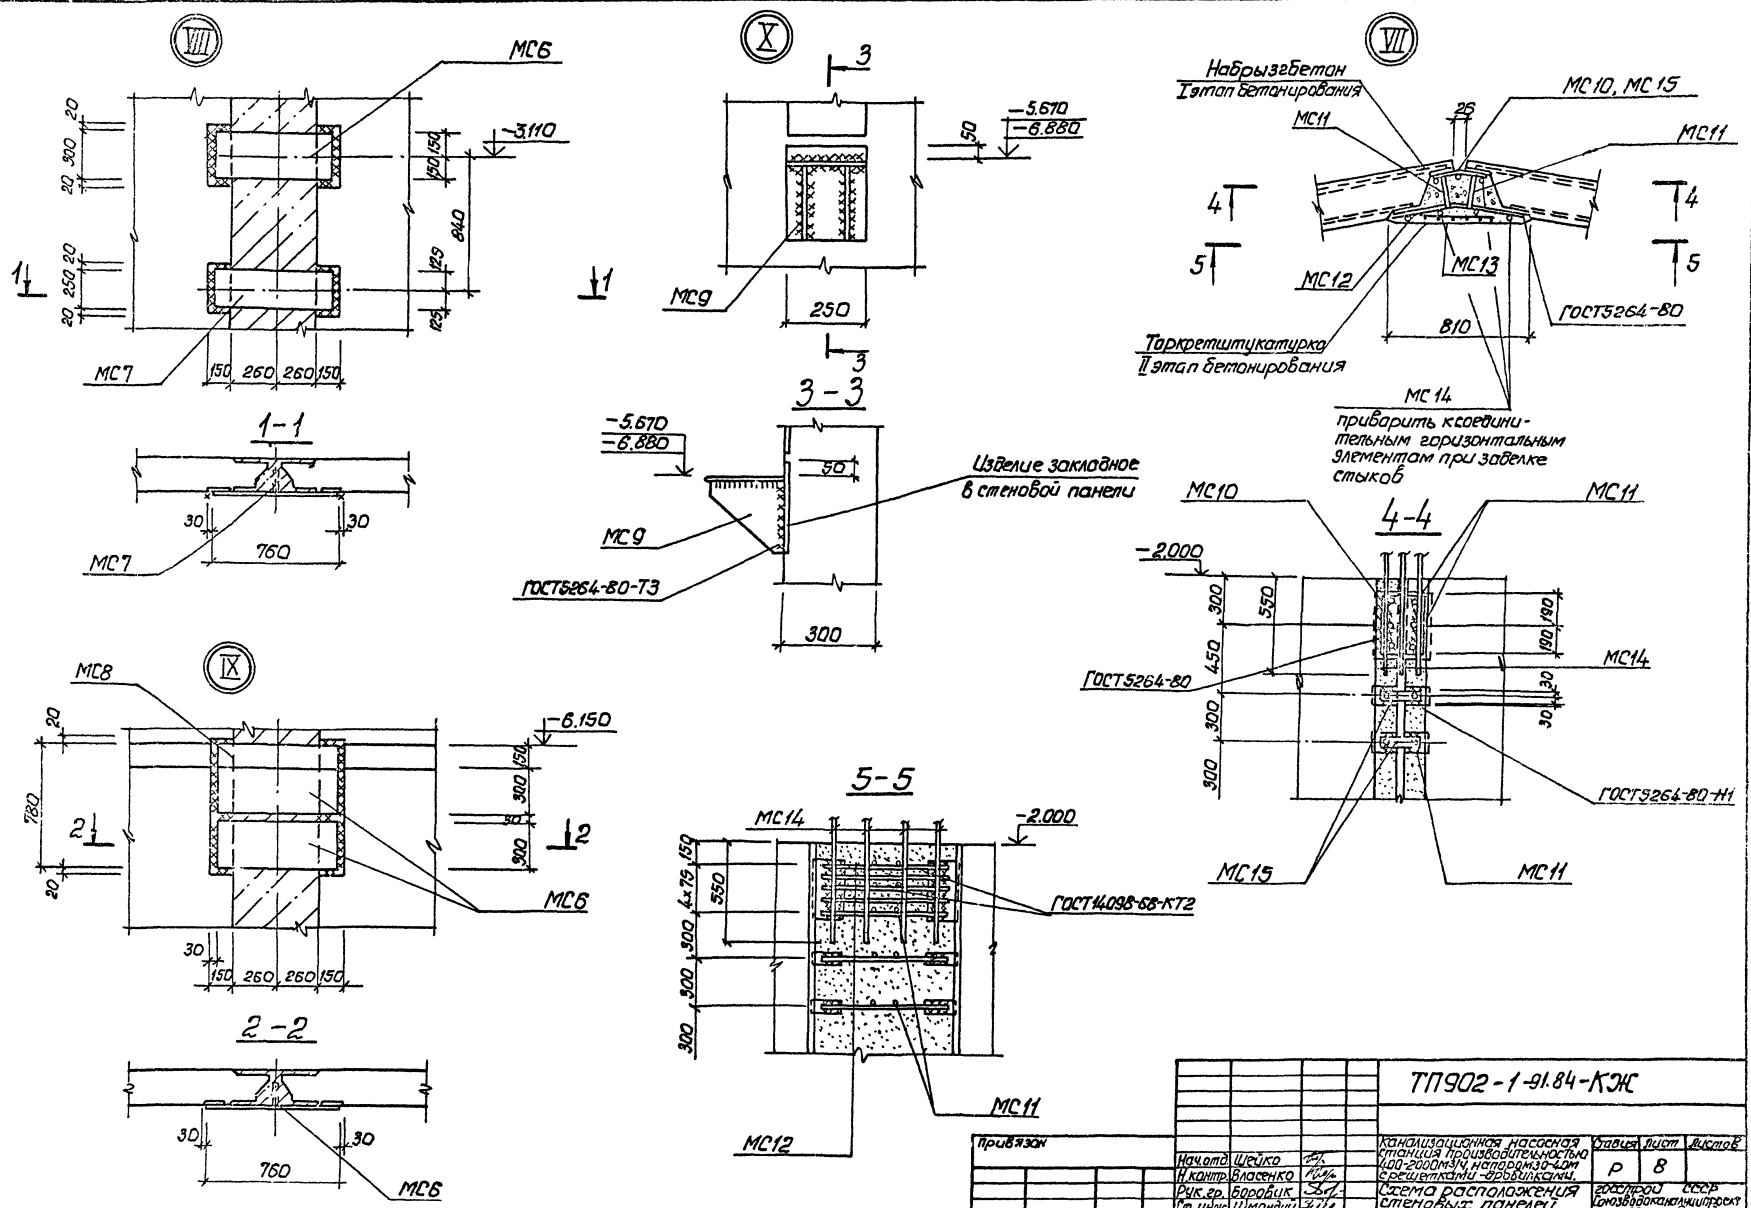 VIII
МС6
20
300
20
150
150
-3.110
840
20
250
20
125
125
1
1
МС7
150
260
260
150
1-1
30
30
760
МС7
IX
МС8
20
780
20
-6.150
150
300
30
300
2
2
МС6
30
150
260
260
150
2-2
30
30
760
МС6
X
3
-5.670
-6.880
50
МС9
250
3
3-3
-5.670
-6.880
50
Изделие закладное
в стеновой панели
МС9
ГОСТ5264-80-Т3
300
VII
Набрызгбетон
I этап бетонирования
МС10, МС15
МС11
26
МС11
4
4
5
5
МС12
МС13
ГОСТ5264-80
810
Торкретштукатурка
II этап бетонирования
МС14
приварить к соедини-
тельным горизонтальным
элементам при заделке
стыков
МС10
МС11
4-4
-2.000
300
550
450
300
300
190
190
МС14
30
30
ГОСТ5264-80
ГОСТ5264-80-Н1
МС15
МС11
5-5
МС14
-2.000
150
4х75
550
300
300
300
ГОСТ14098-68-КТ2
МС11
МС12
ТП902-1-91.84-КЖ
Привязан
Нач.отд. Шейко
Н.контр. Власенко
Рук.гр. Боровик
Канализационная насосная
станция производительностью
400-2000м3/ч, напором 30-40м
с решетками-дробилками.
Стадия Лист Листов
Р 8
Схема расположения
стеновых панелей
Госстрой СССР
Союзводоканалниипроект